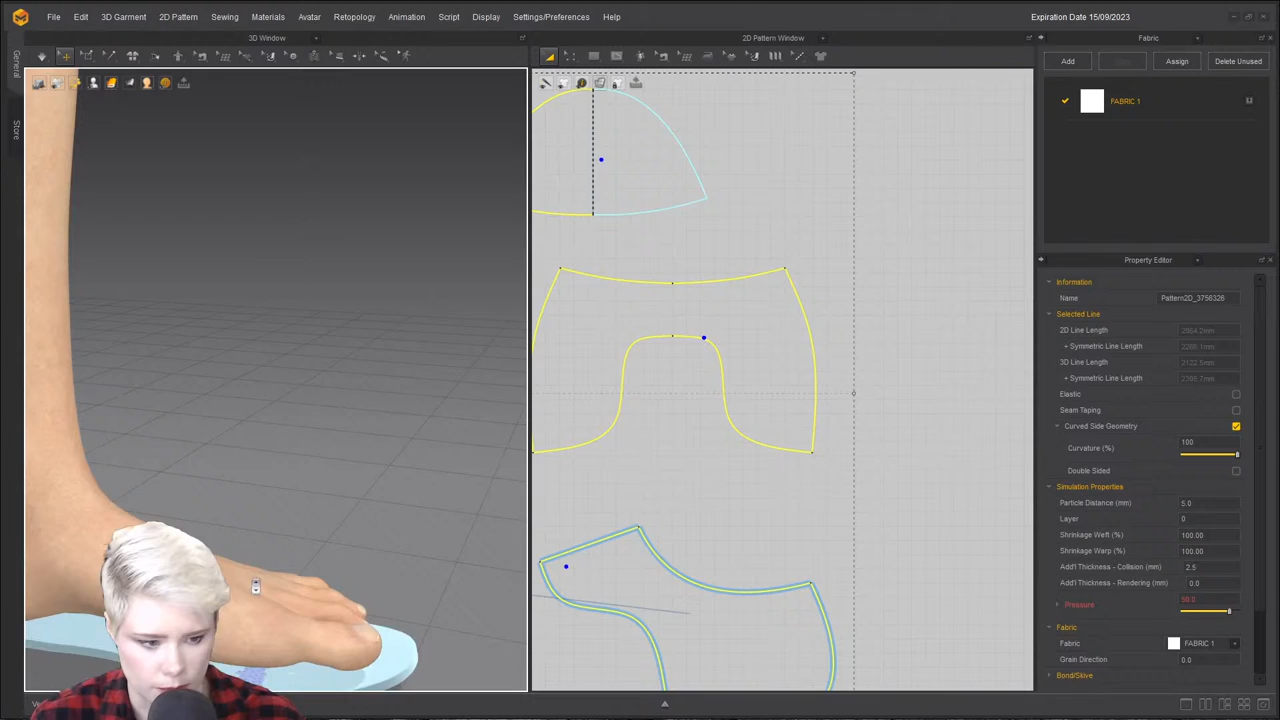 File Edit 3D Garment 2D Pattern Sewing Materials Avatar Retopology Animation Script Display Settings/Preferences Help
Expiration Date 15/09/2023
3D Window
2D Pattern Window
Fabric
General
Store
Add
Assign
Delete Unused
FABRIC 1
Property Editor
Information
Name Pattern2D_3756326
Selected Line
2D Line Length
+ Symmetric Line Length
3D Line Length
+ Symmetric Line Length
Elastic
Seam Taping
Curved Side Geometry
Curvature (%) 100
Double Sided
Simulation Properties
Particle Distance (mm) 5.0
Layer 0
Shrinkage Weft (%) 100.00
Shrinkage Warp (%) 100.00
Add'l Thickness - Collision (mm) 2.5
Add'l Thickness - Rendering (mm) 0.0
Pressure 50.0
Fabric
Fabric FABRIC 1
Grain Direction 0.0
Bond/Skive